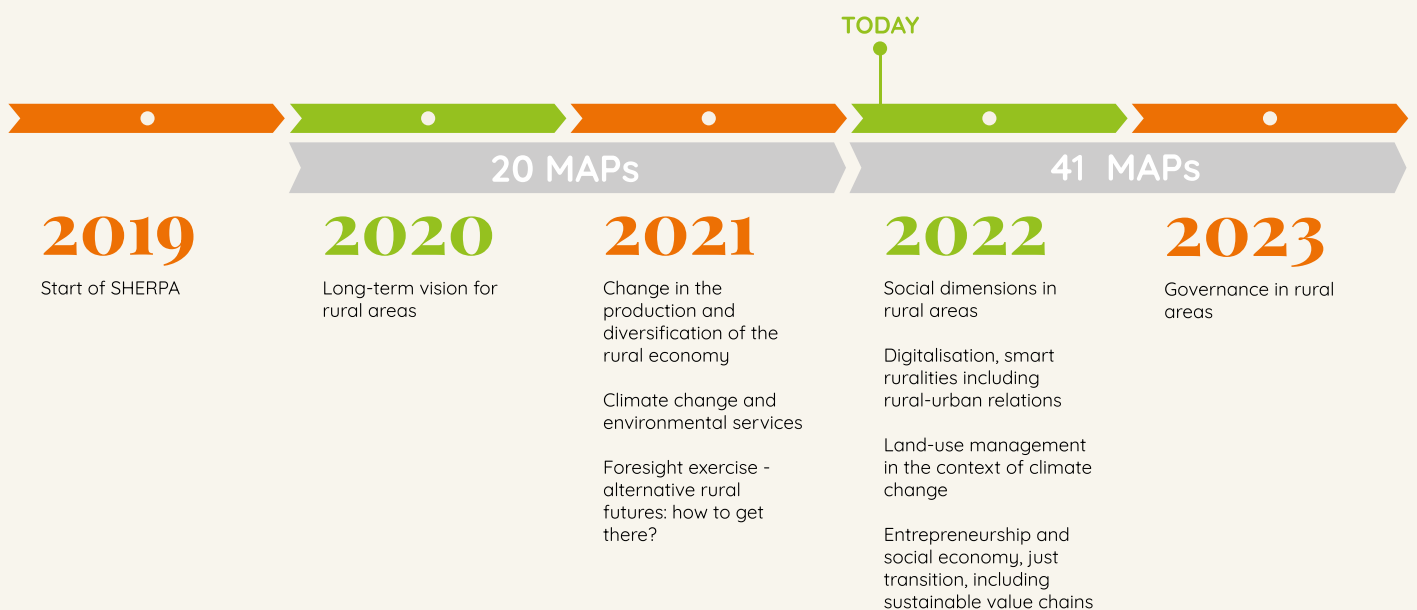 TODAY
20 MAPs
41 MAPs
2019
Start of SHERPA
2020
Long-term vision for
rural areas
2021
Change in the
production and
diversification of the
rural economy
Climate change and
environmental services
Foresight exercise -
alternative rural
futures: how to get
there?
2022
Social dimensions in
rural areas
Digitalisation, smart
ruralities including
rural-urban relations
Land-use management
in the context of climate
change
Entrepreneurship and
social economy, just
transition, including
sustainable value chains
2023
Governance in rural
areas